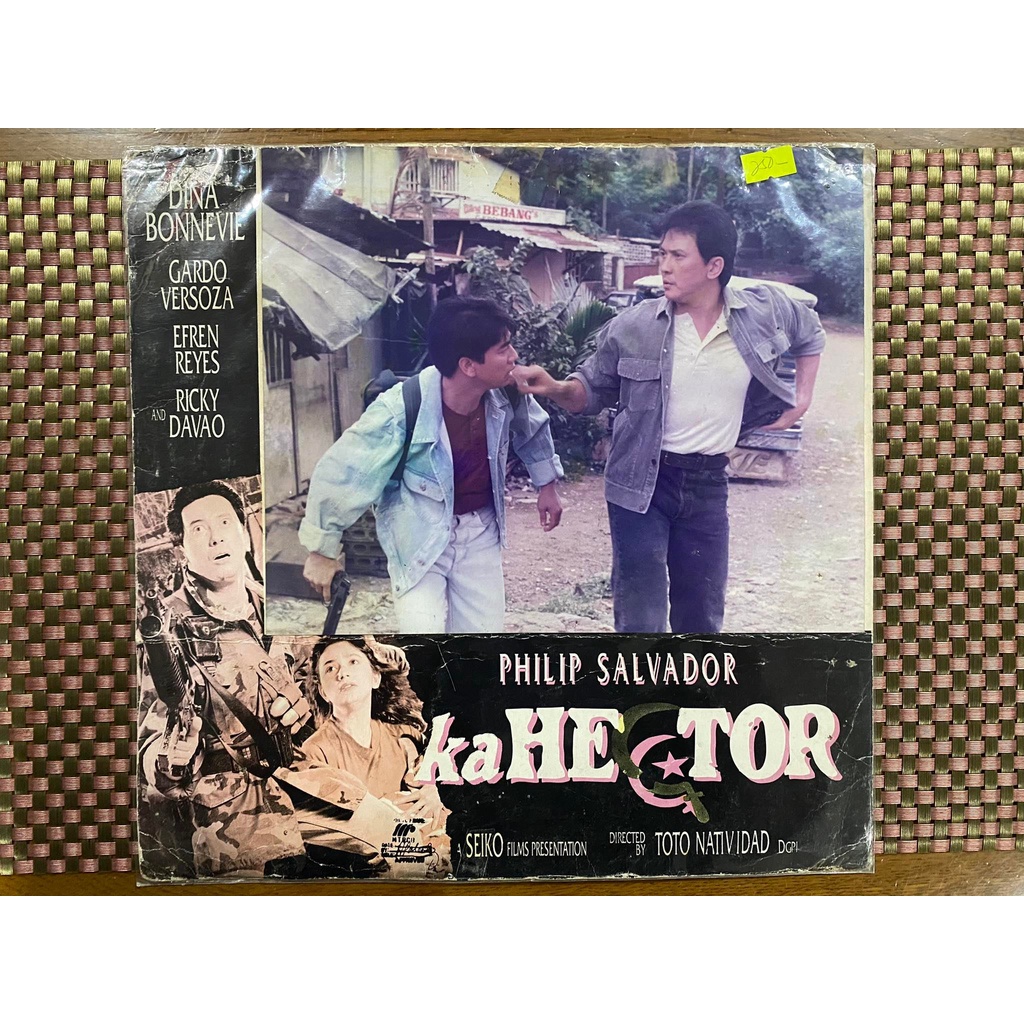 DINA
BONNEVIE
GARDO
VERSOZA
EFREN
REYES
AND RICKY
DAVAO
BEBANG'S
250-
PHILIP SALVADOR
ka HECTOR
A SEIKO FILMS PRESENTATION
DIRECTED BY TOTO NATIVIDAD DGPI